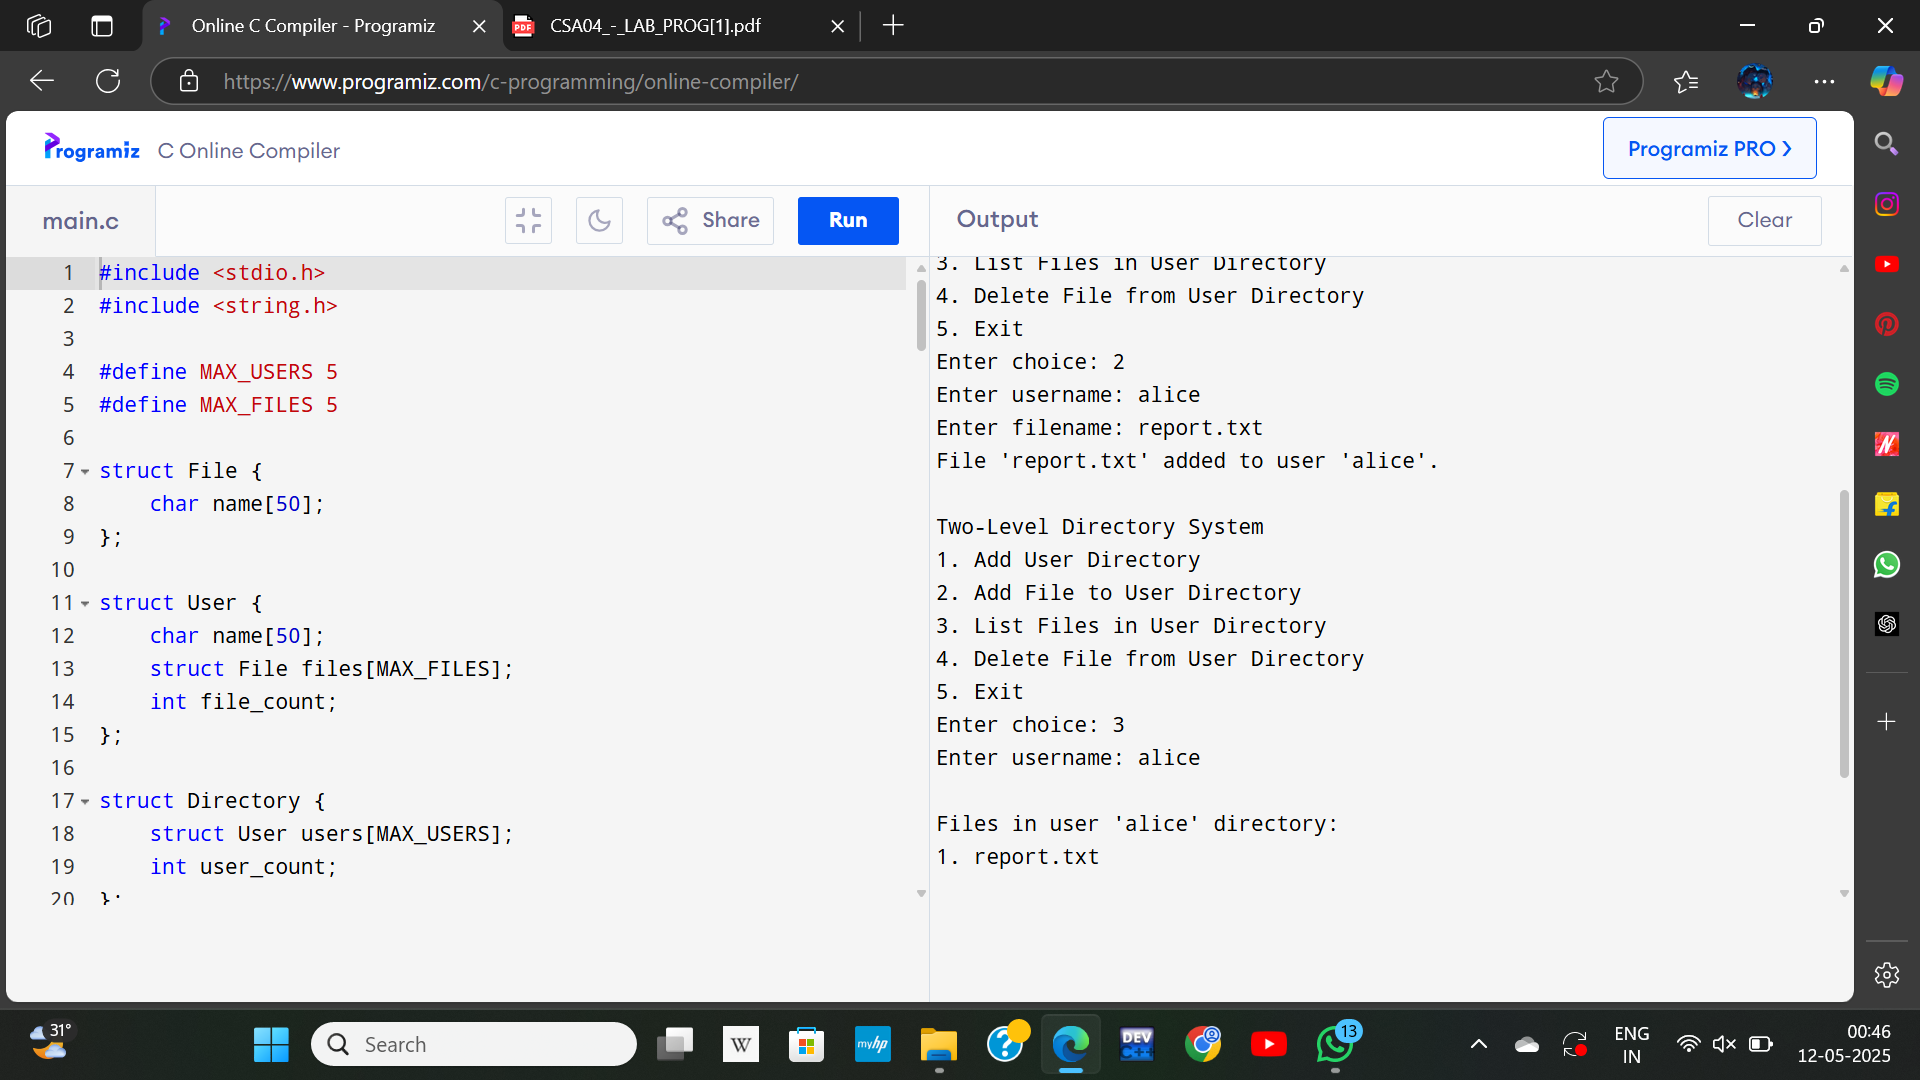 Online C Compiler - Programiz
CSA04_-_LAB_PROG[1].pdf
https://www.programiz.com/c-programming/online-compiler/
Programiz
C Online Compiler
Programiz PRO ❯
main.c
Share
Run
Output
Clear
1 #include <stdio.h>
2 #include <string.h>
3
4 #define MAX_USERS 5
5 #define MAX_FILES 5
6
7 struct File {
8 char name[50];
9 };
10
11 struct User {
12 char name[50];
13 struct File files[MAX_FILES];
14 int file_count;
15 };
16
17 struct Directory {
18 struct User users[MAX_USERS];
19 int user_count;
20 };
3. List Files in User Directory
4. Delete File from User Directory
5. Exit
Enter choice: 2
Enter username: alice
Enter filename: report.txt
File 'report.txt' added to user 'alice'.
Two-Level Directory System
1. Add User Directory
2. Add File to User Directory
3. List Files in User Directory
4. Delete File from User Directory
5. Exit
Enter choice: 3
Enter username: alice
Files in user 'alice' directory:
1. report.txt
31°
Search
W
myhp
DEV
C++
13
ENG
IN
00:46
12-05-2025